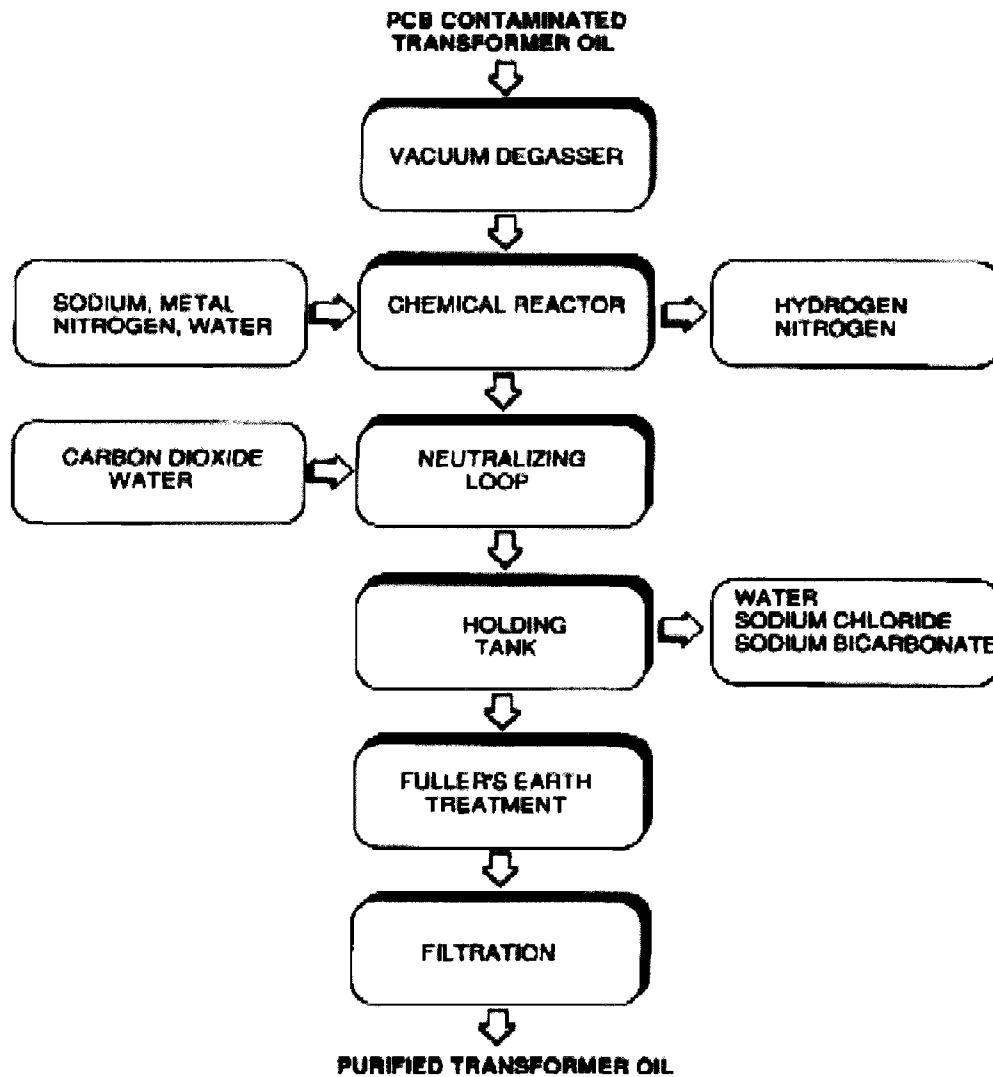 PCB CONTAMINATED
TRANSFORMER OIL
VACUUM DEGASSER
SODIUM, METAL
NITROGEN, WATER
CHEMICAL REACTOR
HYDROGEN
NITROGEN
CARBON DIOXIDE
WATER
NEUTRALIZING
LOOP
HOLDING
TANK
WATER
SODIUM CHLORIDE
SODIUM BICARBONATE
FULLER'S EARTH
TREATMENT
FILTRATION
PURIFIED TRANSFORMER OIL